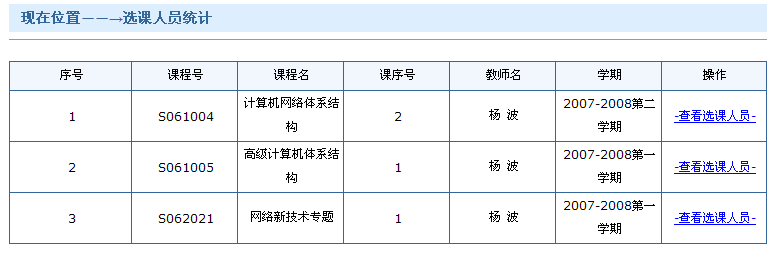 现在位置－－→选课人员统计
序号 课程号 课程名 课序号 教师名 学期 操作
1 S061004 计算机网络体系结构 2 杨 波 2007-2008第二学期 -查看选课人员-
2 S061005 高级计算机体系结构 1 杨 波 2007-2008第一学期 -查看选课人员-
3 S062021 网络新技术专题 1 杨 波 2007-2008第一学期 -查看选课人员-